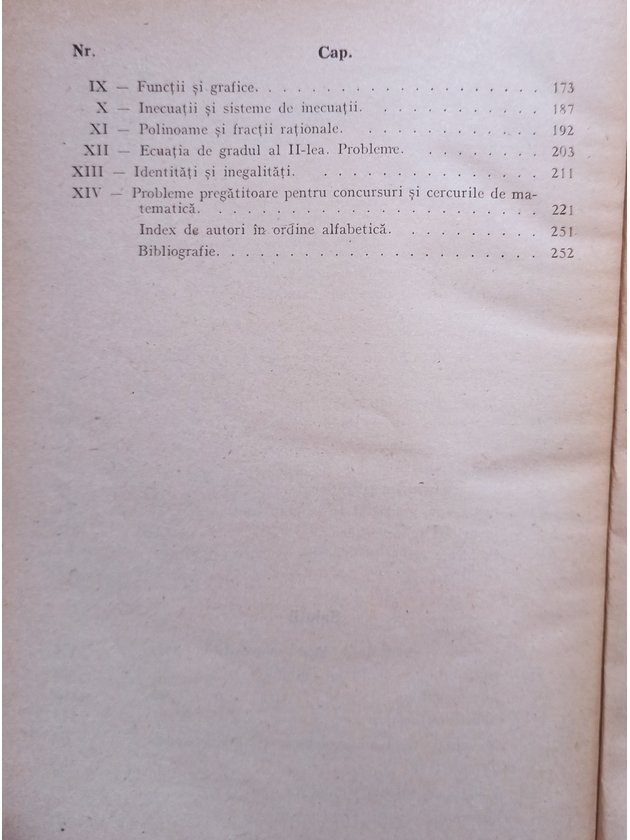 Nr. Cap.
IX — Funcții și grafice. . . . . . . . . . . . . . . . . . 173
X — Inecuații și sisteme de inecuații. . . . . . . . . . . 187
XI — Polinoame și fracții raționale. . . . . . . . . . . . 192
XII — Ecuația de gradul al II-lea. Probleme. . . . . . . . 203
XIII — Identități și inegalități. . . . . . . . . . . . . . 211
XIV — Probleme pregătitoare pentru concursuri și cercurile de ma-
tematică. . . . . . . . . . . . . . . . . . . . 221
Index de autori în ordine alfabetică. . . . . . . . . . 251
Bibliografie. . . . . . . . . . . . . . . . . . . . 252